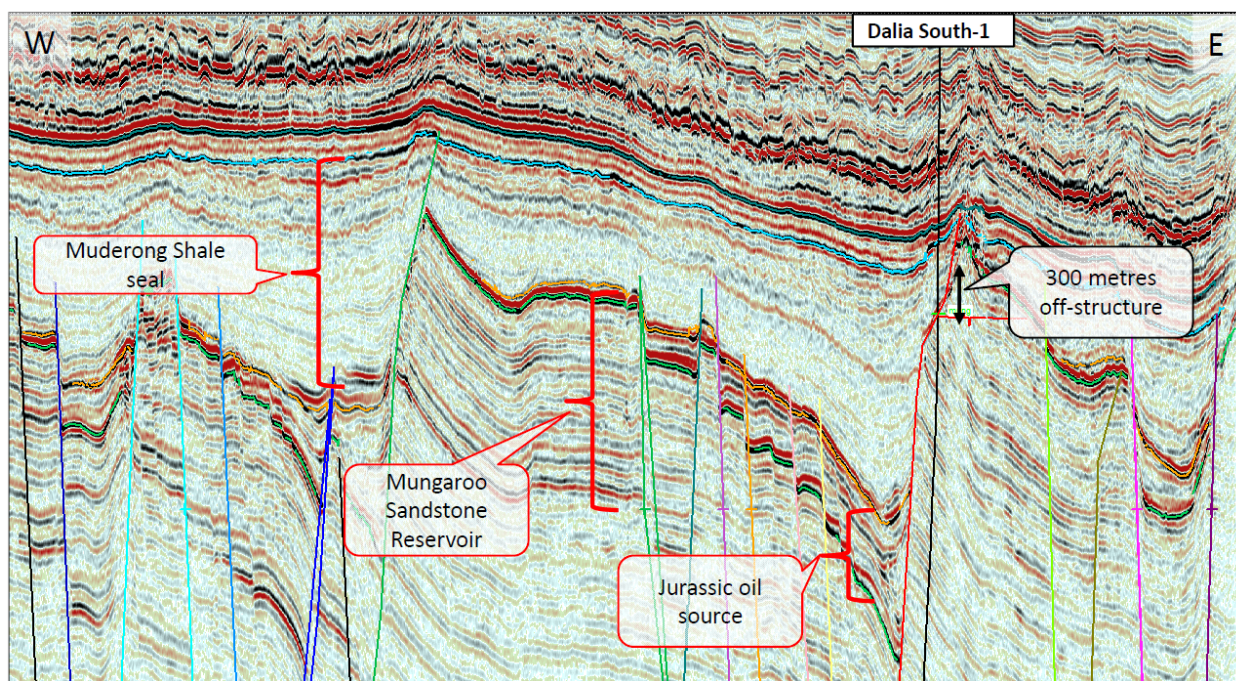 W
Dalia South-1
E
Muderong Shale
seal
300 metres
off-structure
Mungaroo
Sandstone
Reservoir
Jurassic oil
source